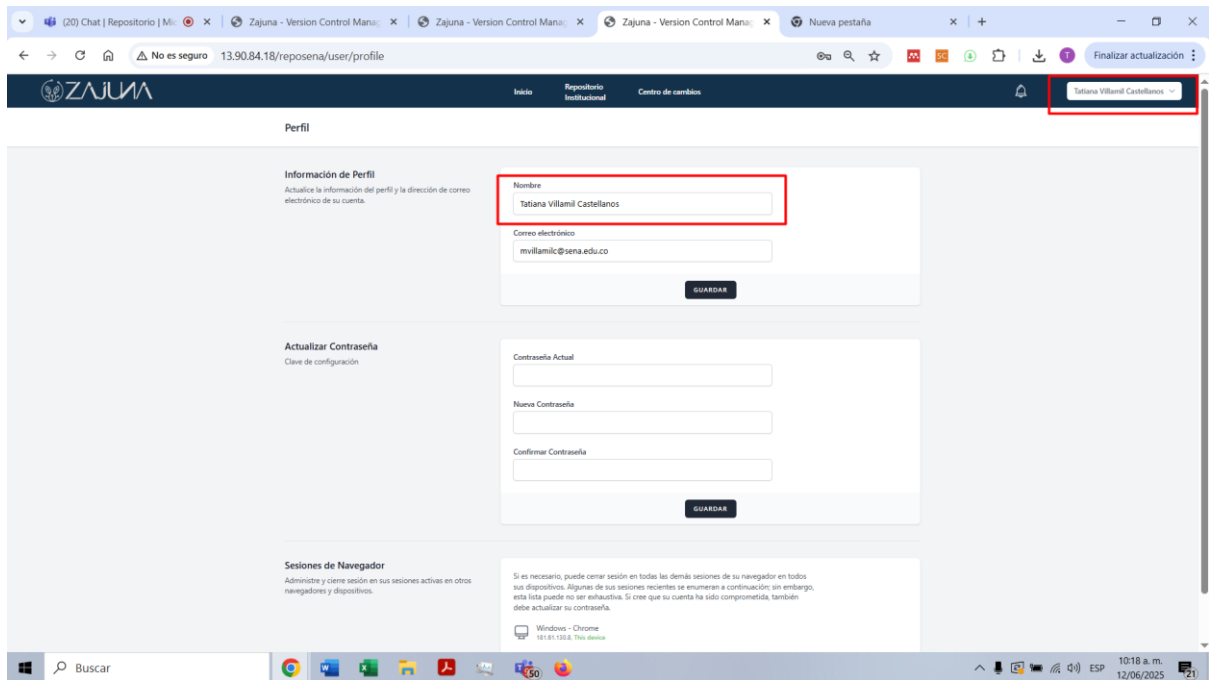 (20) Chat | Repositorio | Mic
Zajuna - Version Control Manag
Zajuna - Version Control Manag
Zajuna - Version Control Manag
Nueva pestaña
No es seguro
13.90.84.18/reposena/user/profile
SC
T
Finalizar actualización
ZAJUNA
Inicio
Repositorio
Institucional
Centro de cambios
Tatiana Villamil Castellanos
Perfil
Información de Perfil
Actualice la información del perfil y la dirección de correo
electrónico de su cuenta.
Nombre
Tatiana Villamil Castellanos
Correo electrónico
mvillamilc@sena.edu.co
GUARDAR
Actualizar Contraseña
Clave de configuración
Contraseña Actual
Nueva Contraseña
Confirmar Contraseña
GUARDAR
Sesiones de Navegador
Administre y cierre sesión en sus sesiones activas en otros
navegadores y dispositivos.
Si es necesario, puede cerrar sesión en todas las demás sesiones de su navegador en todos
sus dispositivos. Algunas de sus sesiones recientes se enumeran a continuación; sin embargo,
esta lista puede no ser exhaustiva. Si cree que su cuenta ha sido comprometida, también
debe actualizar su contraseña.
Windows - Chrome
181.61.130.8, This device
Buscar
50
ESP
10:18 a. m.
12/06/2025
21